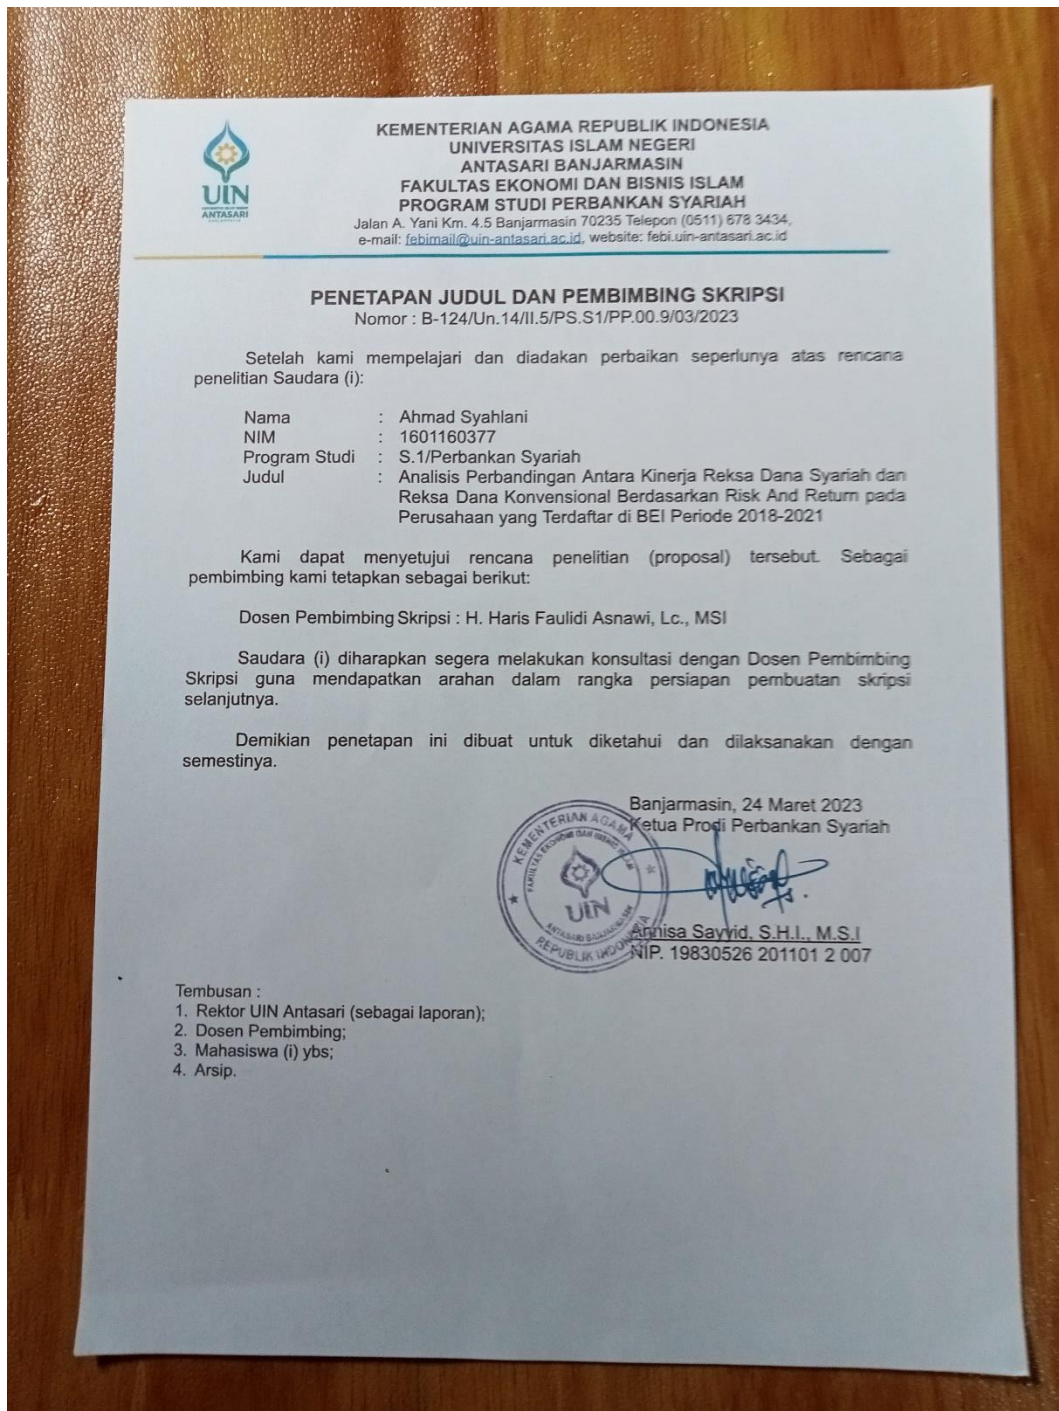 KEMENTERIAN AGAMA REPUBLIK INDONESIA
UNIVERSITAS ISLAM NEGERI
ANTASARI BANJARMASIN
FAKULTAS EKONOMI DAN BISNIS ISLAM
PROGRAM STUDI PERBANKAN SYARIAH
Jalan A. Yani Km. 4.5 Banjarmasin 70235 Telepon (0511) 678 3434,
e-mail: febimail@uin-antasari.ac.id, website: febi.uin-antasari.ac.id
UIN
ANTASARI
PENETAPAN JUDUL DAN PEMBIMBING SKRIPSI
Nomor : B-124/Un.14/II.5/PS.S1/PP.00.9/03/2023
Setelah kami mempelajari dan diadakan perbaikan seperlunya atas rencana
penelitian Saudara (i):
Nama : Ahmad Syahlani
NIM : 1601160377
Program Studi : S.1/Perbankan Syariah
Judul : Analisis Perbandingan Antara Kinerja Reksa Dana Syariah dan
Reksa Dana Konvensional Berdasarkan Risk And Return pada
Perusahaan yang Terdaftar di BEI Periode 2018-2021
Kami dapat menyetujui rencana penelitian (proposal) tersebut. Sebagai
pembimbing kami tetapkan sebagai berikut:
Dosen Pembimbing Skripsi : H. Haris Faulidi Asnawi, Lc., MSI
Saudara (i) diharapkan segera melakukan konsultasi dengan Dosen Pembimbing
Skripsi guna mendapatkan arahan dalam rangka persiapan pembuatan skripsi
selanjutnya.
Demikian penetapan ini dibuat untuk diketahui dan dilaksanakan dengan
semestinya.
Banjarmasin, 24 Maret 2023
Ketua Prodi Perbankan Syariah
KEMENTERIAN AGAMA
FAKULTAS EKONOMI DAN BISNIS ISLAM
UIN
ANTASARI BANJARMASIN
REPUBLIK INDONESIA
Annisa Sayyid, S.H.I., M.S.I
NIP. 19830526 201101 2 007
Tembusan :
1. Rektor UIN Antasari (sebagai laporan);
2. Dosen Pembimbing;
3. Mahasiswa (i) ybs;
4. Arsip.